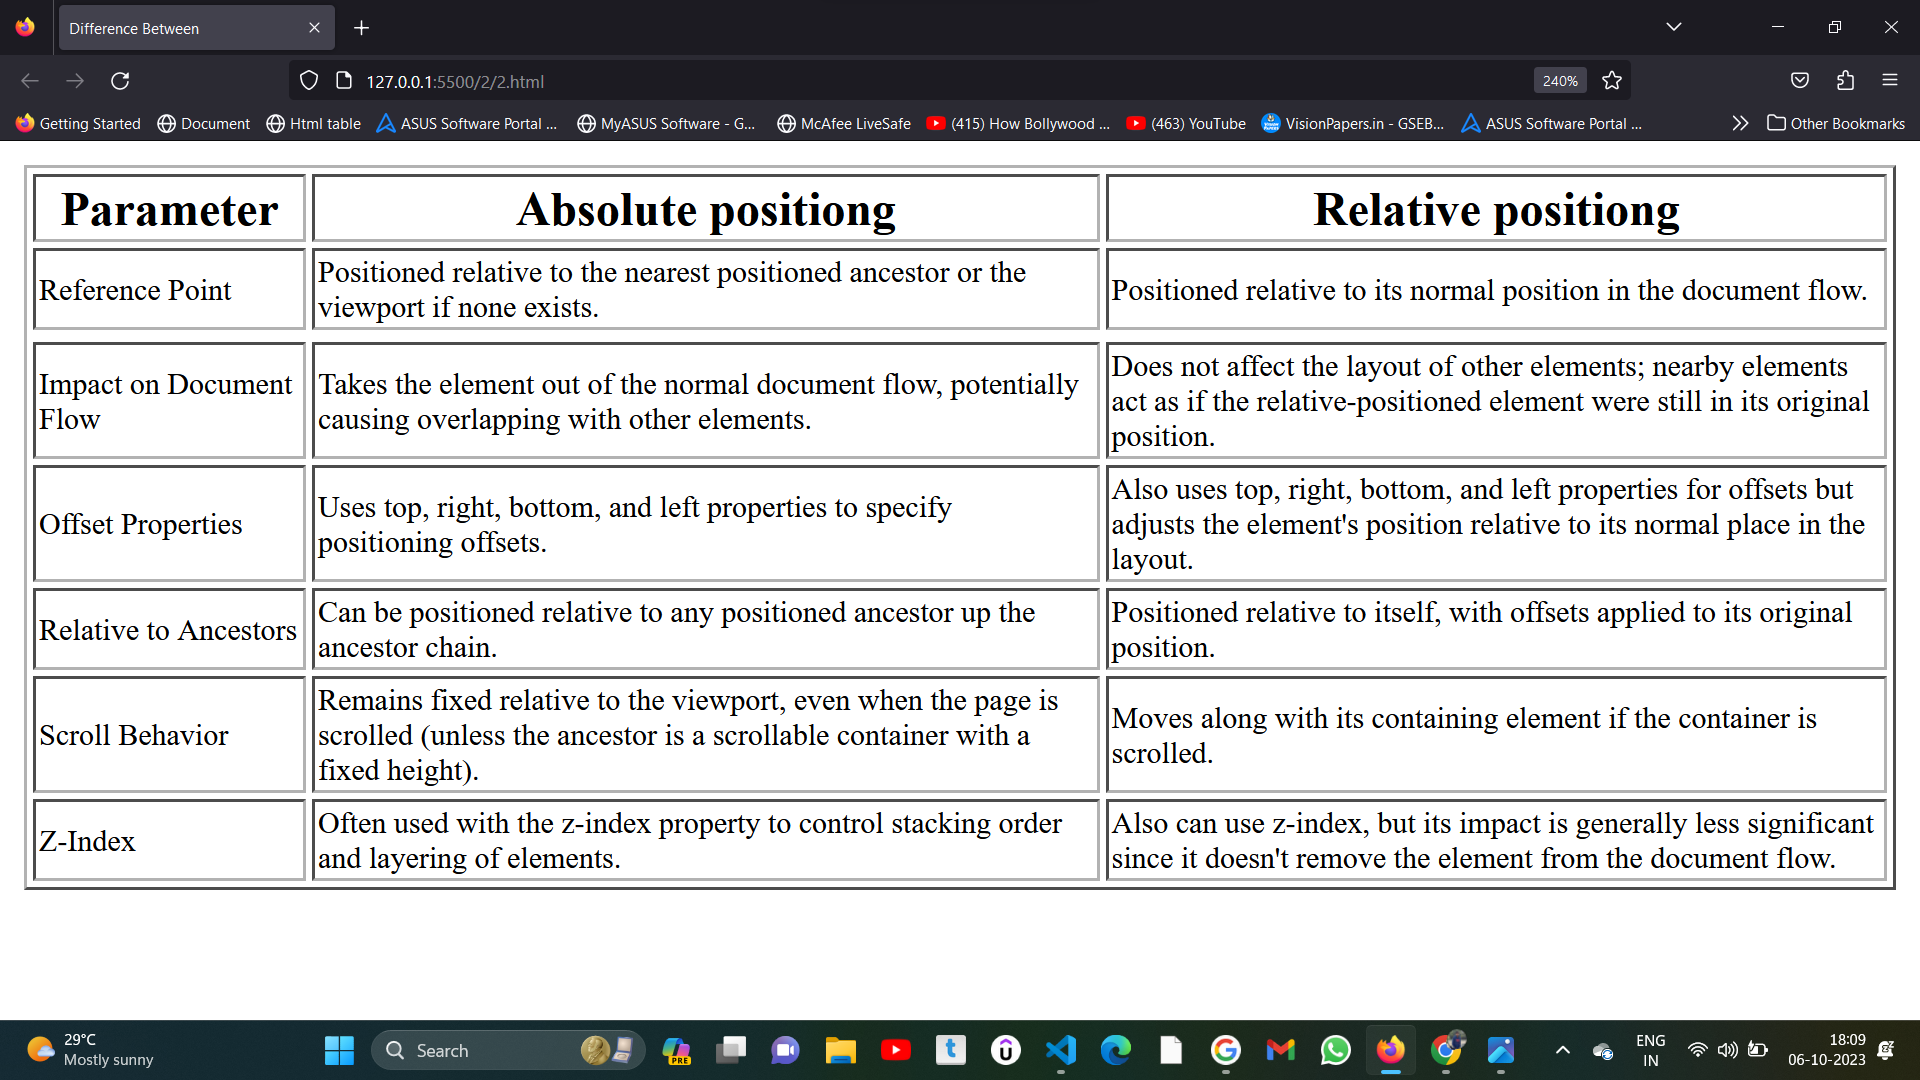 Difference Between
127.0.0.1:5500/2/2.html
240%
Getting Started
Document
Html table
ASUS Software Portal ...
MyASUS Software - G...
McAfee LiveSafe
(415) How Bollywood ...
(463) YouTube
VisionPapers.in - GSEB...
ASUS Software Portal ...
Other Bookmarks
Parameter
Absolute positiong
Relative positiong
Reference Point
Positioned relative to the nearest positioned ancestor or the
viewport if none exists.
Positioned relative to its normal position in the document flow.
Impact on Document
Flow
Takes the element out of the normal document flow, potentially
causing overlapping with other elements.
Does not affect the layout of other elements; nearby elements
act as if the relative-positioned element were still in its original
position.
Offset Properties
Uses top, right, bottom, and left properties to specify
positioning offsets.
Also uses top, right, bottom, and left properties for offsets but
adjusts the element's position relative to its normal place in the
layout.
Relative to Ancestors
Can be positioned relative to any positioned ancestor up the
ancestor chain.
Positioned relative to itself, with offsets applied to its original
position.
Scroll Behavior
Remains fixed relative to the viewport, even when the page is
scrolled (unless the ancestor is a scrollable container with a
fixed height).
Moves along with its containing element if the container is
scrolled.
Z-Index
Often used with the z-index property to control stacking order
and layering of elements.
Also can use z-index, but its impact is generally less significant
since it doesn't remove the element from the document flow.
29°C
Mostly sunny
Search
PRE
ENG
IN
18:09
06-10-2023